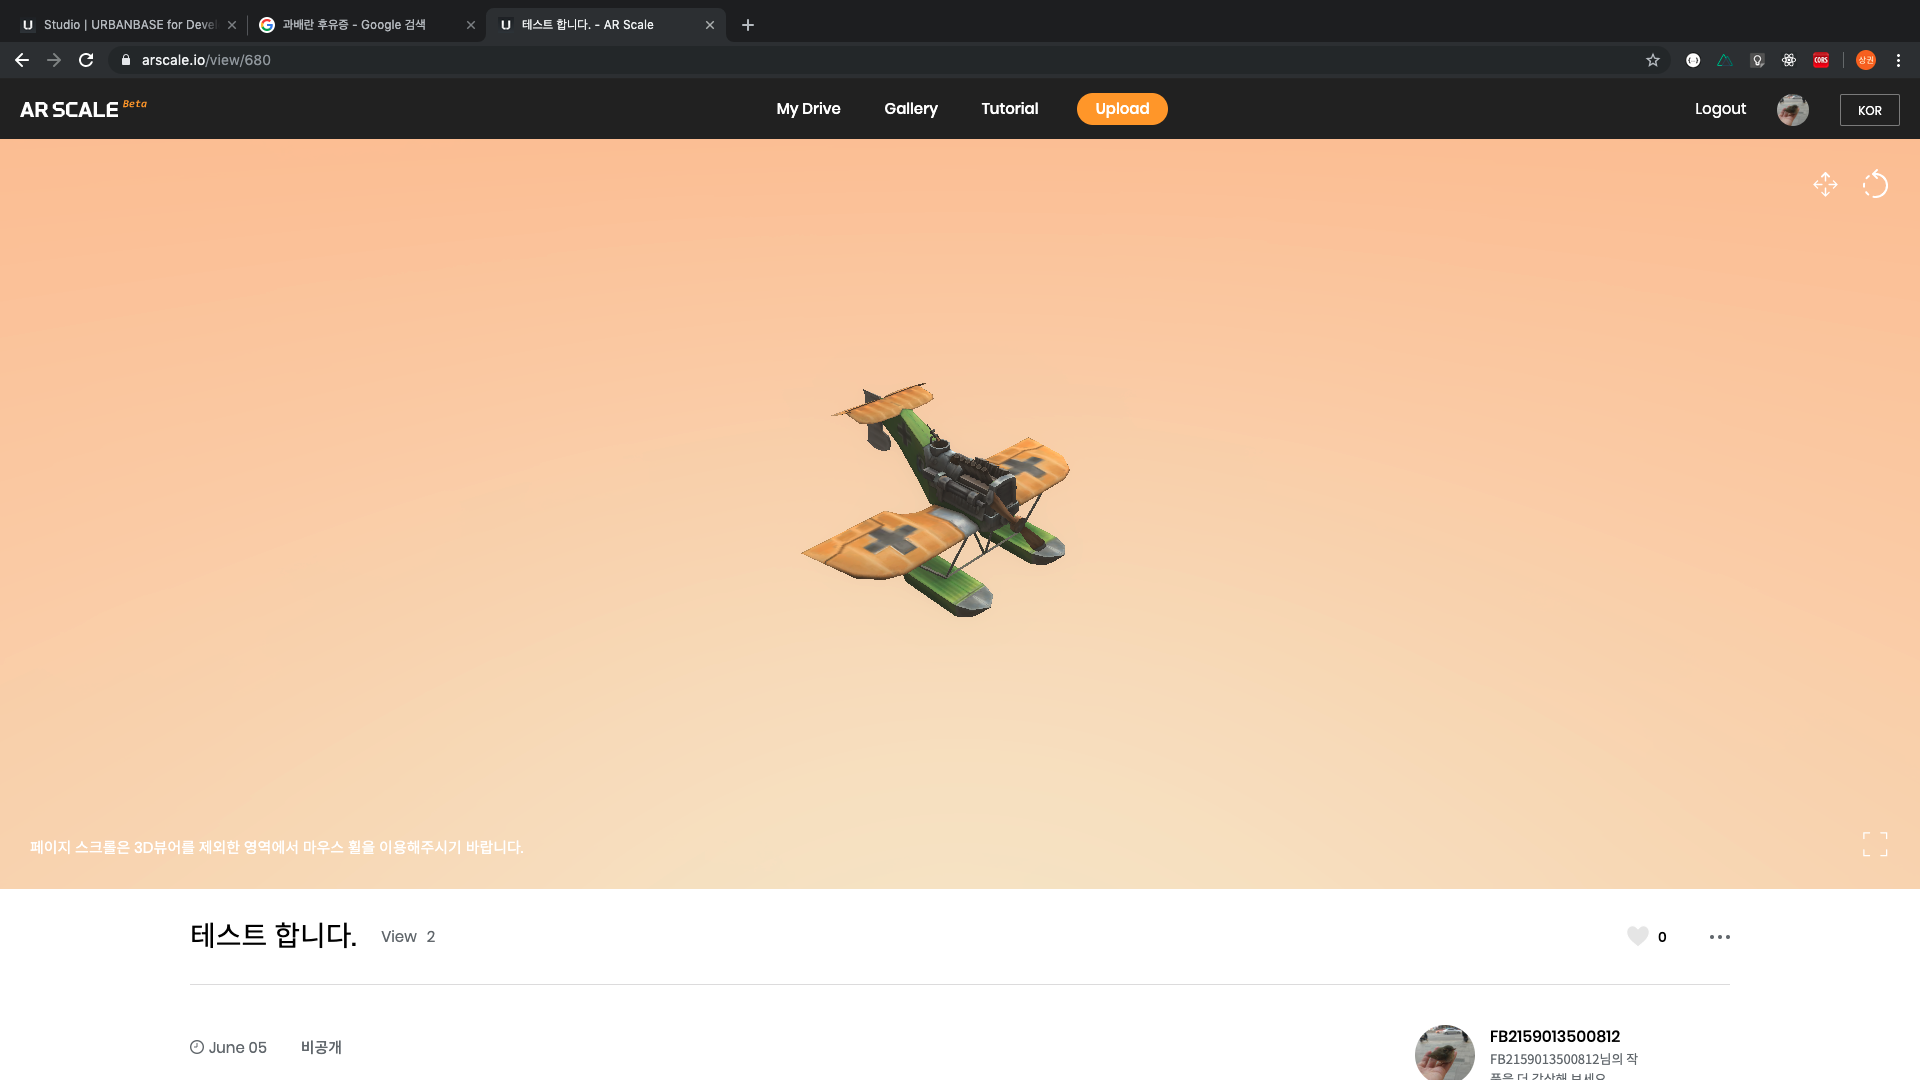 Studio | URBANBASE for Devel
과배란 후유증 - Google 검색
테스트 합니다. - AR Scale
arscale.io/view/680
CORS
상권
AR SCALE Beta
My Drive
Gallery
Tutorial
Upload
Logout
KOR
페이지 스크롤은 3D뷰어를 제외한 영역에서 마우스 휠을 이용해주시기 바랍니다.
테스트 합니다.
View 2
0
June 05
비공개
FB2159013500812
FB2159013500812님의 작
품을 더 감상해 보세요